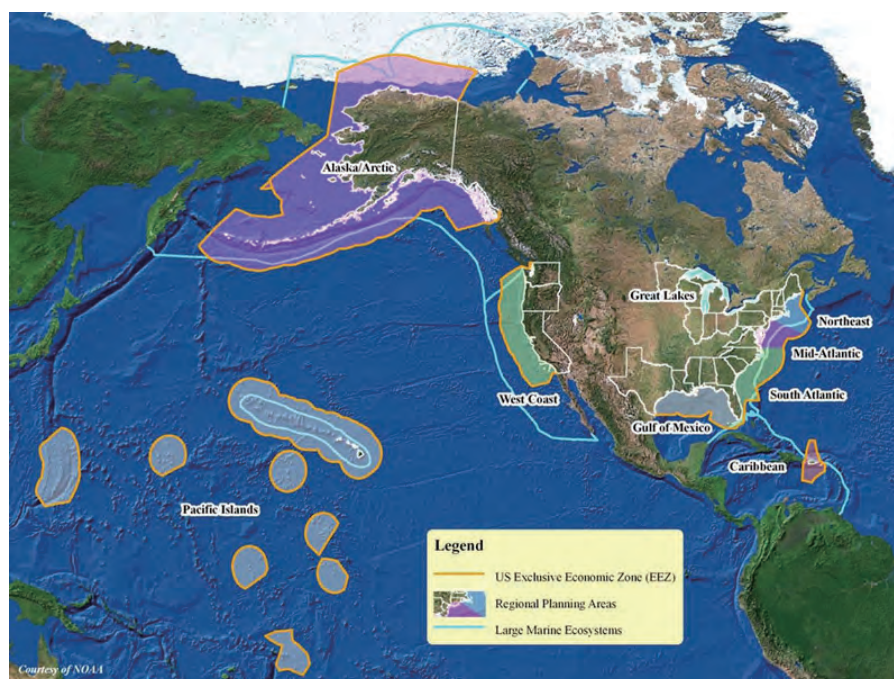 Alaska/Arctic
Great Lakes
Northeast
Mid-Atlantic
West Coast
South Atlantic
Gulf of Mexico
Caribbean
Pacific Islands
Legend
US Exclusive Economic Zone (EEZ)
Regional Planning Areas
Large Marine Ecosystems
Courtesy of NOAA